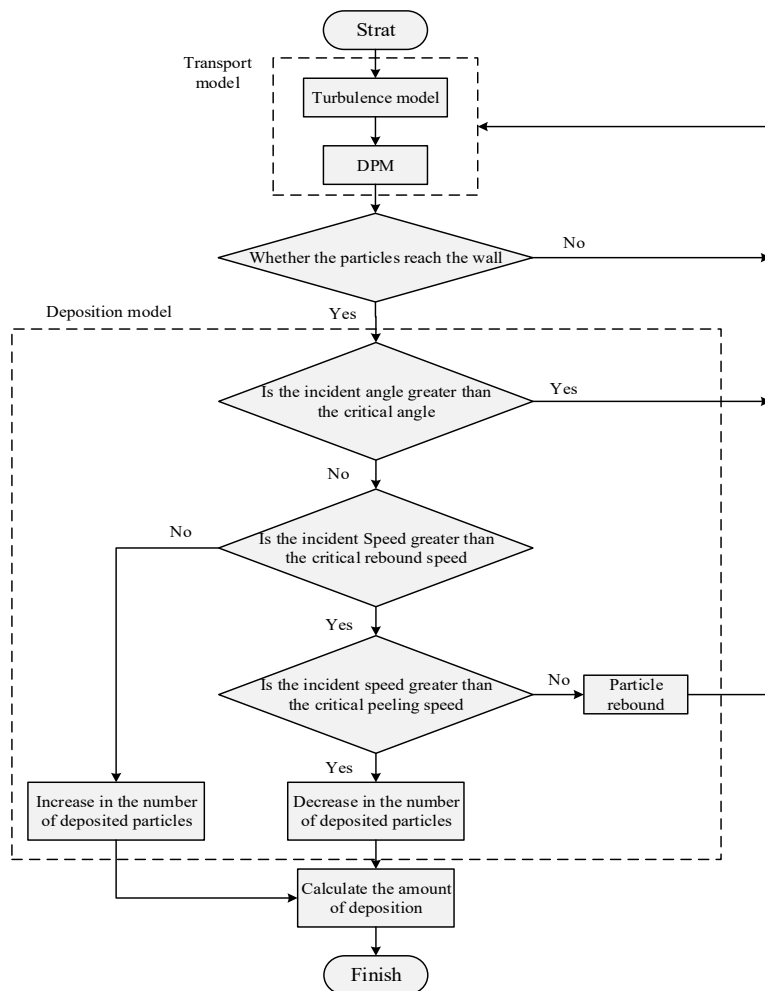 Strat
Transport
model
Turbulence model
DPM
Whether the particles reach the wall
No
Yes
Deposition model
Is the incident angle greater than
the critical angle
Yes
No
No
Is the incident Speed greater than
the critical rebound speed
Yes
Is the incident speed greater than
the critical peeling speed
No
Particle
rebound
Yes
Increase in the number
of deposited particles
Decrease in the number
of deposited particles
Calculate the amount
of deposition
Finish